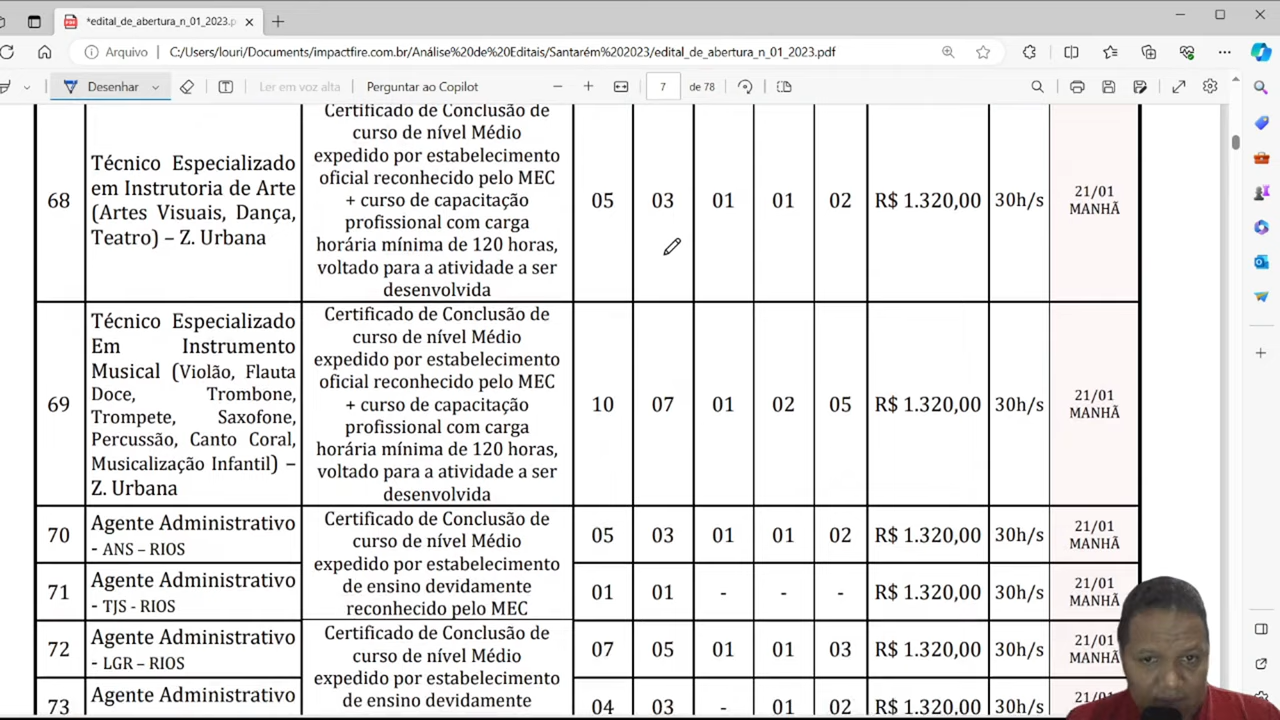 *edital_de_abertura_n_01_2023.p
Arquivo
C:/Users/louri/Documents/impactfire.com.br/Análise%20de%20Editais/Santarém%202023/edital_de_abertura_n_01_2023.pdf
Desenhar
Ler em voz alta
Perguntar ao Copilot
7
de 78
68
Técnico Especializado
em Instrutoria de Arte
(Artes Visuais, Dança,
Teatro) – Z. Urbana
Certificado de Conclusão de
curso de nível Médio
expedido por estabelecimento
oficial reconhecido pelo MEC
+ curso de capacitação
profissional com carga
horária mínima de 120 horas,
voltado para a atividade a ser
desenvolvida
05
03
01
01
02
R$ 1.320,00
30h/s
21/01
MANHÃ
69
Técnico Especializado
Em Instrumento
Musical (Violão, Flauta
Doce, Trombone,
Trompete, Saxofone,
Percussão, Canto Coral,
Musicalização Infantil) –
Z. Urbana
Certificado de Conclusão de
curso de nível Médio
expedido por estabelecimento
oficial reconhecido pelo MEC
+ curso de capacitação
profissional com carga
horária mínima de 120 horas,
voltado para a atividade a ser
desenvolvida
10
07
01
02
05
R$ 1.320,00
30h/s
21/01
MANHÃ
70
Agente Administrativo
- ANS – RIOS
Certificado de Conclusão de
curso de nível Médio
expedido por estabelecimento
de ensino devidamente
reconhecido pelo MEC
05
03
01
01
02
R$ 1.320,00
30h/s
21/01
MANHÃ
71
Agente Administrativo
- TJS - RIOS
01
01
-
-
-
R$ 1.320,00
30h/s
21/01
MANHÃ
72
Agente Administrativo
- LGR – RIOS
Certificado de Conclusão de
curso de nível Médio
expedido por estabelecimento
de ensino devidamente
07
05
01
01
03
R$ 1.320,00
30h/s
21/01
MANHÃ
73
Agente Administrativo
04
03
-
01
02
R$ 1.320,00
30h/s
21/01